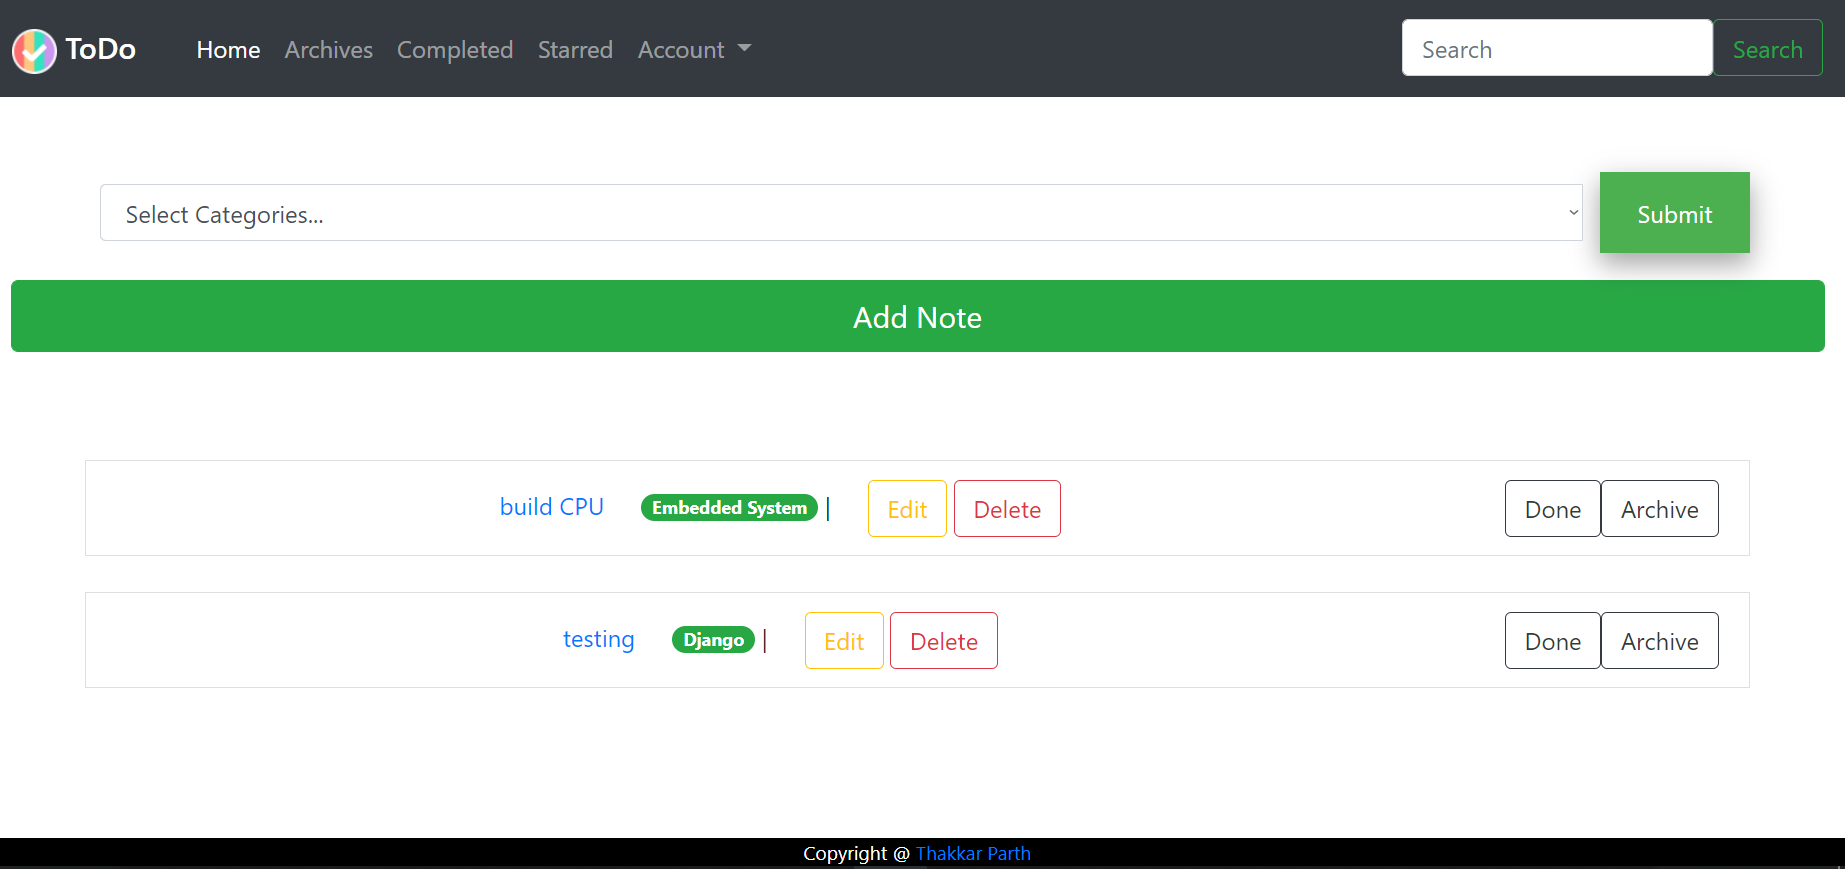 ToDo Home Archives Completed Starred Account Search Search
Select Categories... Submit
Add Note
build CPU Embedded System | Edit Delete Done Archive
testing Django | Edit Delete Done Archive
Copyright @ Thakkar Parth